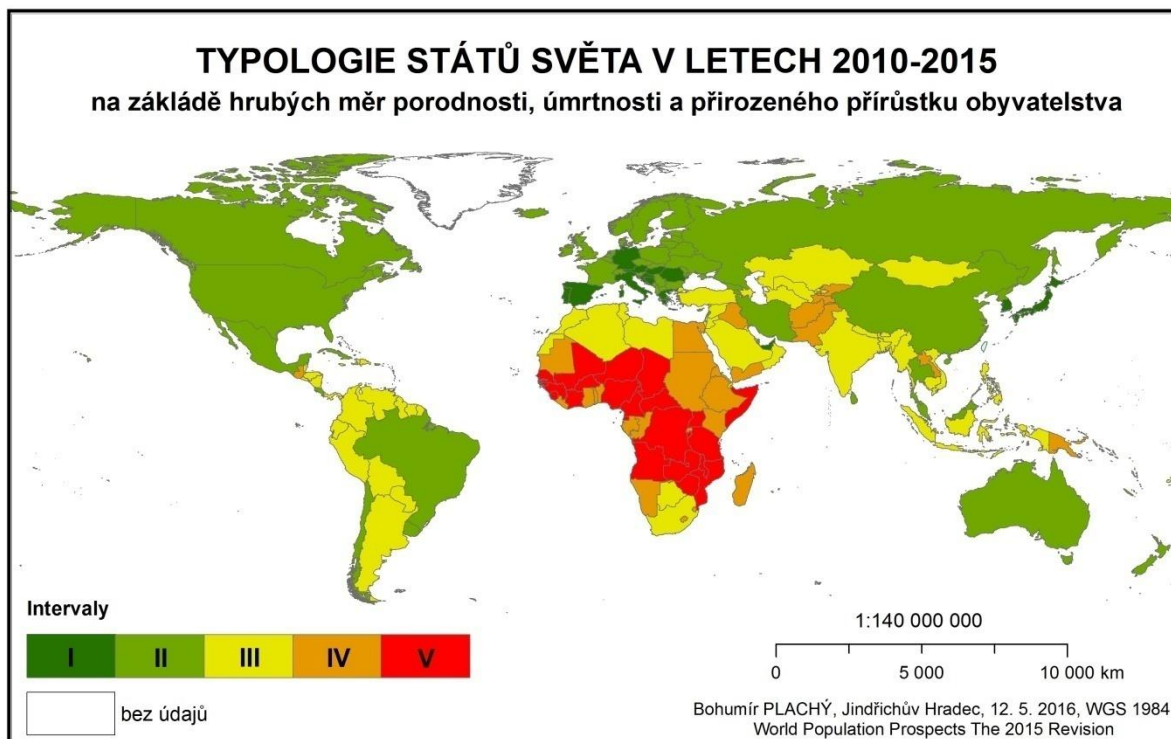 TYPOLOGIE STÁTŮ SVĚTA V LETECH 2010-2015
na základě hrubých měr porodnosti, úmrtnosti a přirozeného přírůstku obyvatelstva
Intervaly
I II III IV V
bez údajů
1:140 000 000
0 5 000 10 000 km
Bohumír PLACHÝ, Jindřichův Hradec, 12. 5. 2016, WGS 1984
World Population Prospects The 2015 Revision